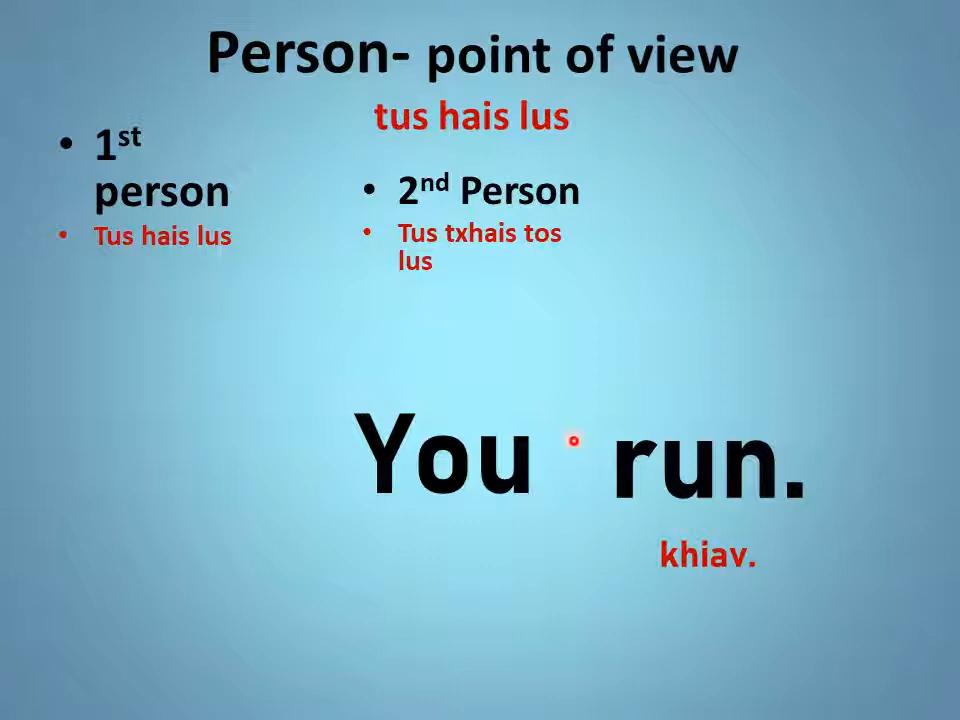 Person- point of view
tus hais lus
• 1st
person
• Tus hais lus
• 2nd Person
• Tus txhais tos
lus
You run.
khiav.